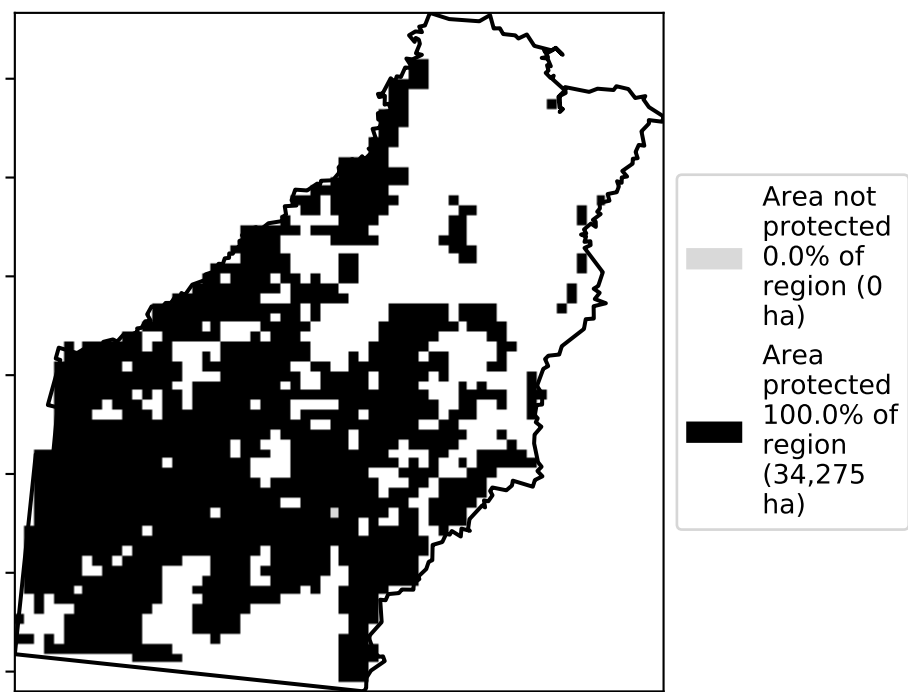 Area not
protected
0.0% of
region (0
ha)
Area
protected
100.0% of
region
(34,275
ha)